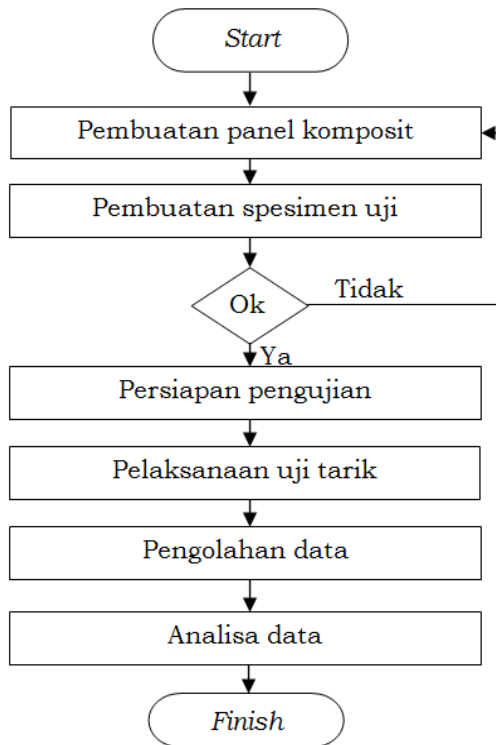 Start
Pembuatan panel komposit
Pembuatan spesimen uji
Ok
Tidak
Ya
Persiapan pengujian
Pelaksanaan uji tarik
Pengolahan data
Analisa data
Finish